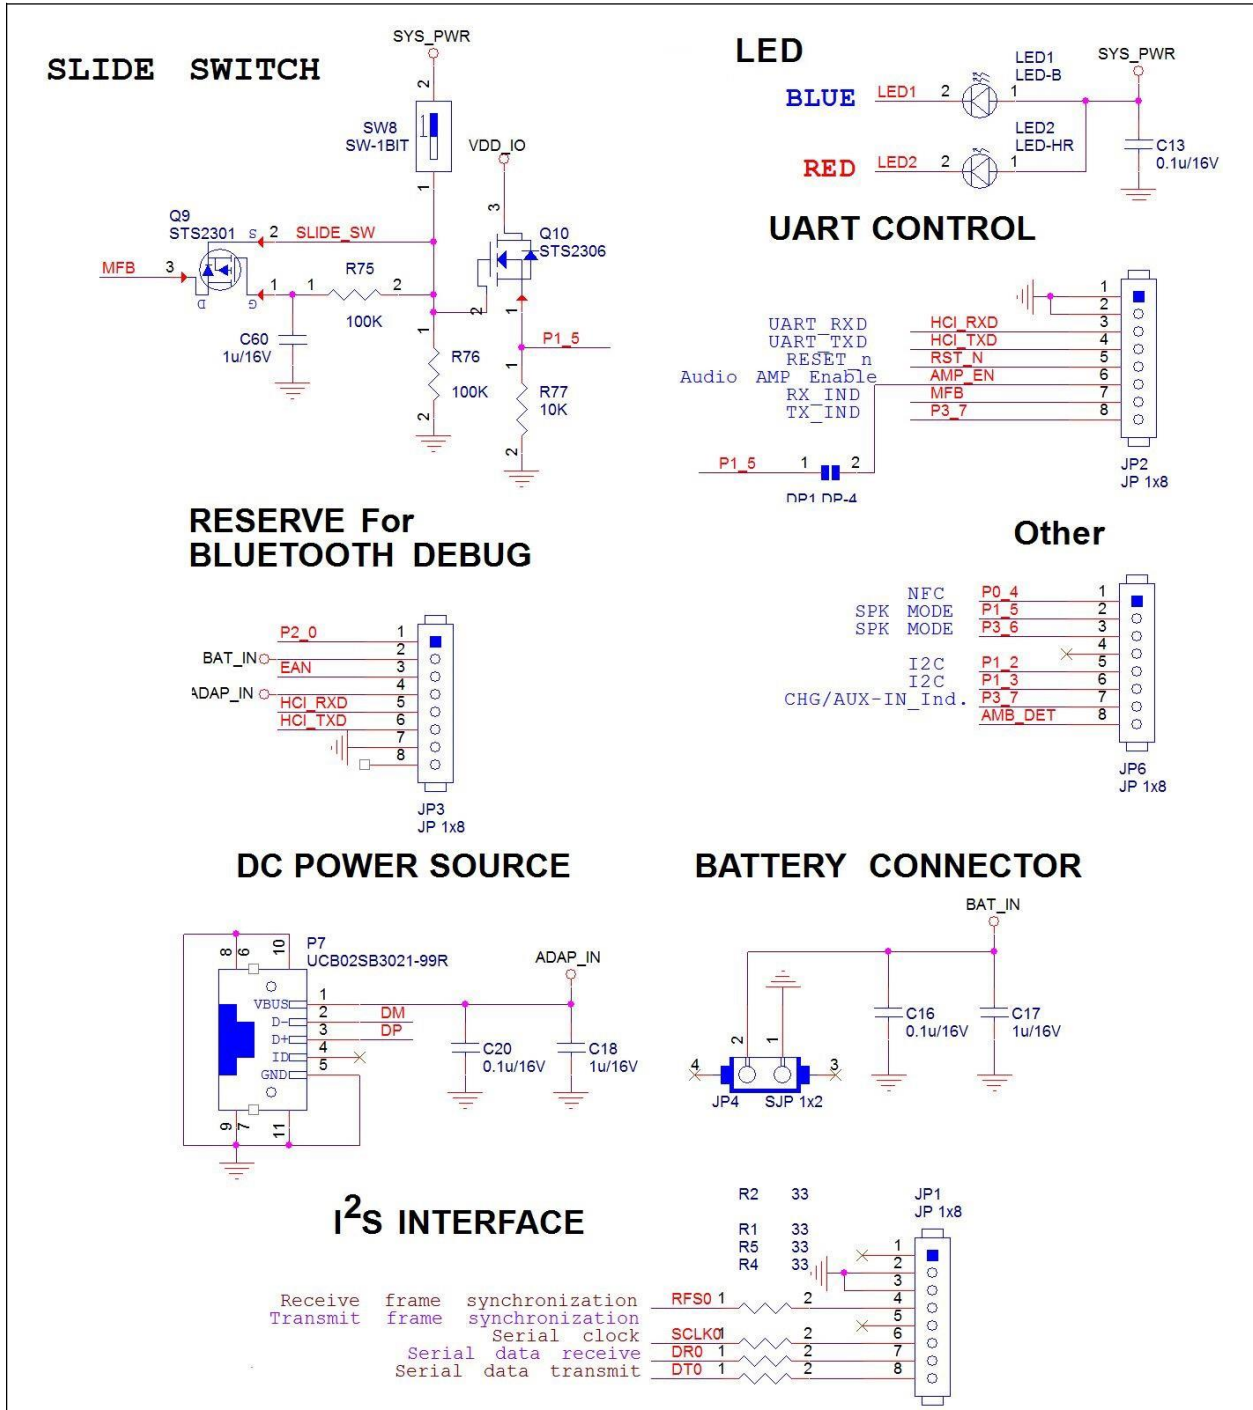 SLIDE SWITCH
SYS_PWR
2
SW8
SW-1BIT
1
1
VDD_IO
3
Q9
STS2301
S 2 SLIDE_SW
MFB 3
D
G
1 1 R75 2
100K
Q10
STS2306
2
1
C60
1u/16V
1
R76
100K
2
P1_5
1
R77
10K
2
LED
BLUE LED1 2 1
LED1
LED-B
SYS_PWR
RED LED2 2 1
LED2
LED-HR
C13
0.1u/16V
UART CONTROL
1
2
UART_RXD HCI_RXD 3
UART_TXD HCI_TXD 4
RESET_n RST_N 5
Audio AMP Enable AMP_EN 6
RX_IND MFB 7
TX_IND P3_7 8
P1_5 1 2
DP1 DP-4
JP2
JP 1x8
RESERVE For
BLUETOOTH DEBUG
P2_0 1
BAT_IN 2
EAN 3
ADAP_IN 4
HCI_RXD 5
HCI_TXD 6
7
8
JP3
JP 1x8
Other
NFC P0_4 1
SPK MODE P1_5 2
SPK MODE P3_6 3
4
I2C P1_2 5
I2C P1_3 6
CHG/AUX-IN_Ind. P3_7 7
AMB_DET 8
JP6
JP 1x8
DC POWER SOURCE
8 6 10
P7
UCB02SB3021-99R
VBUS 1
D- 2 DM
D+ 3 DP
ID 4
GND 5
9 7 11
ADAP_IN
C20
0.1u/16V
C18
1u/16V
BATTERY CONNECTOR
BAT_IN
C16
0.1u/16V
C17
1u/16V
2 1
4 3
JP4 SJP 1x2
I2S INTERFACE
R2 33
R1 33
R5 33
R4 33
JP1
JP 1x8
1
2
3
Receive frame synchronization RFS0 1 2 4
Transmit frame synchronization 5
Serial clock SCLK0 1 2 6
Serial data receive DR0 1 2 7
Serial data transmit DT0 1 2 8